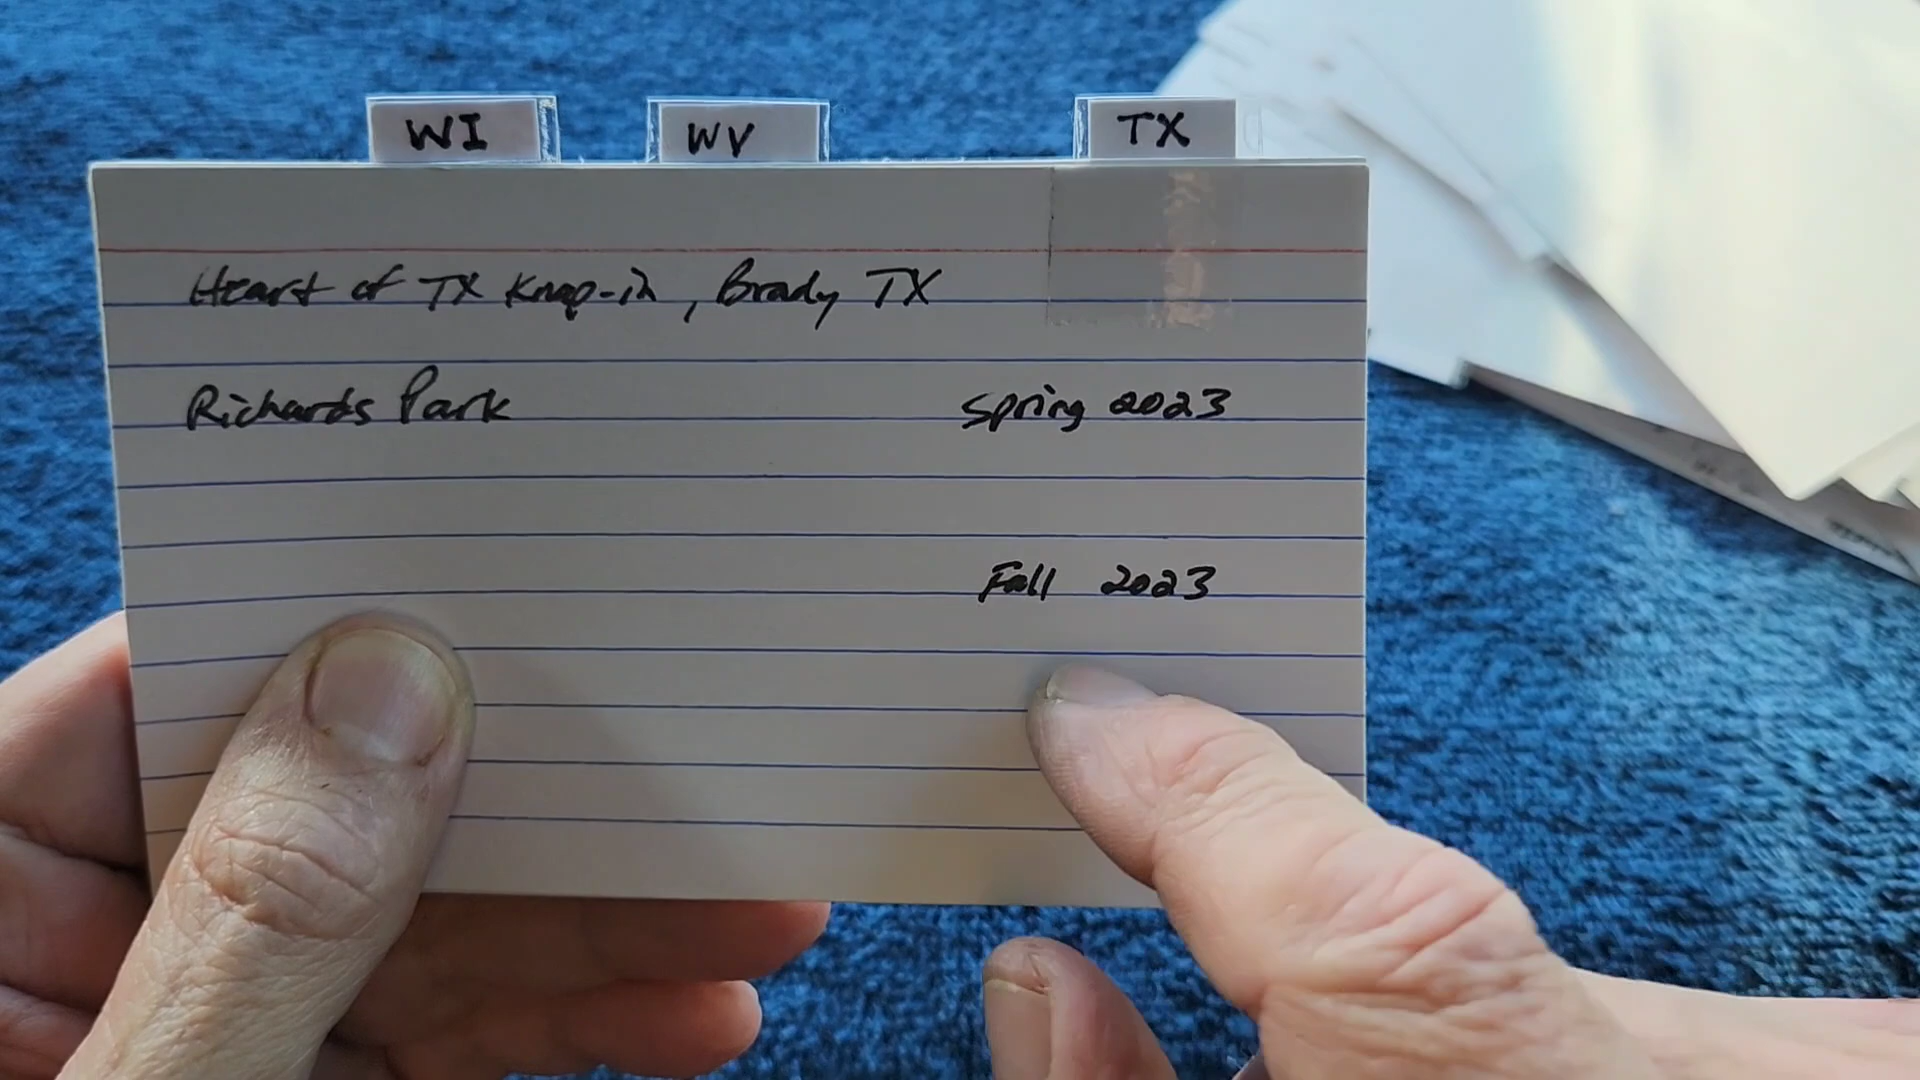 WI WV TX
Heart of TX Knap-in, Brady TX
Richards Park Spring 2023
Fall 2023